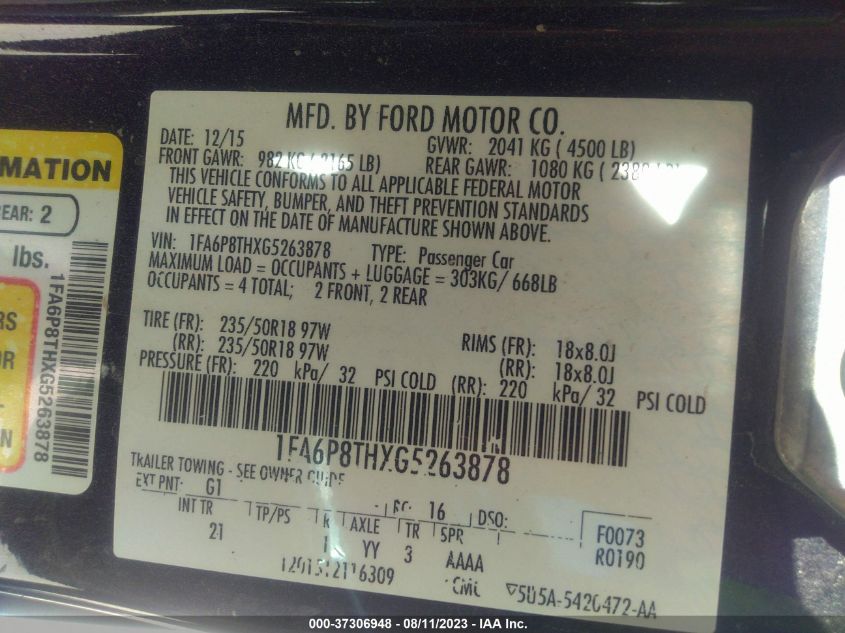 MFD. BY FORD MOTOR CO.
DATE: 12/15
GVWR: 2041 KG ( 4500 LB)
FRONT GAWR: 982 KG ( 2165 LB)
REAR GAWR: 1080 KG (
THIS VEHICLE CONFORMS TO ALL APPLICABLE FEDERAL MOTOR
VEHICLE SAFETY, BUMPER, AND THEFT PREVENTION STANDARDS
IN EFFECT ON THE DATE OF MANUFACTURE SHOWN ABOVE.
VIN: 1FA6P8THXG5263878 TYPE: Passenger Car
MAXIMUM LOAD = OCCUPANTS + LUGGAGE = 303KG/ 668LB
OCCUPANTS = 4 TOTAL; 2 FRONT, 2 REAR
TIRE (FR): 235/50R18 97W RIMS (FR): 18x8.0J
(RR): 235/50R18 97W (RR): 18x8.0J
PRESSURE (FR): 220 kPa/ 32 PSI COLD (RR): 220 kPa/ 32 PSI COLD
1FA6P8THXG5263878
TRAILER TOWING - SEE OWNER GUIDE
EXT PNT: G1 RC: 16 DSO: F0073
INT TR TP/PS R AXLE TR SPR R0190
21 YY 3 AAAA
5U5A-5420472-AA
MATION
REAR: 2
lbs.
1FA6P8THXG5263878
RS
OR
N
000-37306948 - 08/11/2023 - IAA Inc.